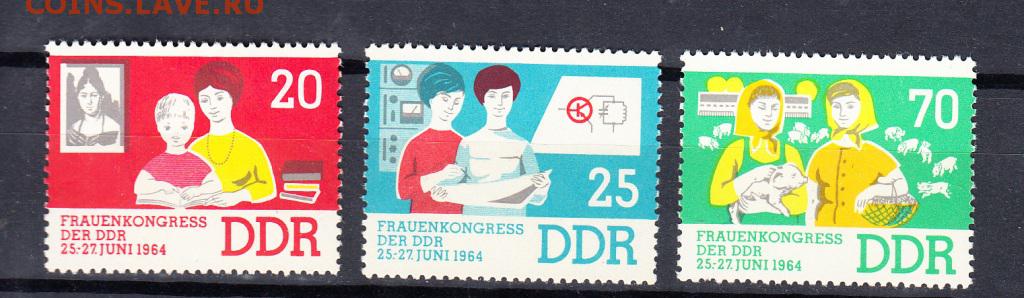 COINS.LAVE.RU
20
FRAUENKONGRESS
DER DDR
25.-27. JUNI 1964
DDR
25
FRAUENKONGRESS
DER DDR
25.-27. JUNI 1964
DDR
70
FRAUENKONGRESS
DER DDR
25.-27. JUNI 1964
DDR